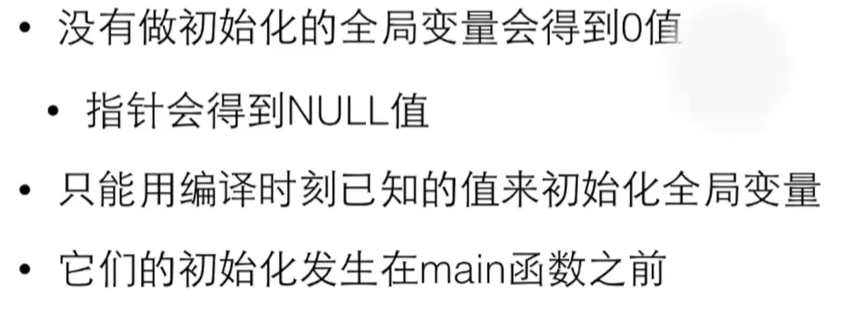 • 没有做初始化的全局变量会得到0值
• 指针会得到NULL值
• 只能用编译时刻已知的值来初始化全局变量
• 它们的初始化发生在main函数之前